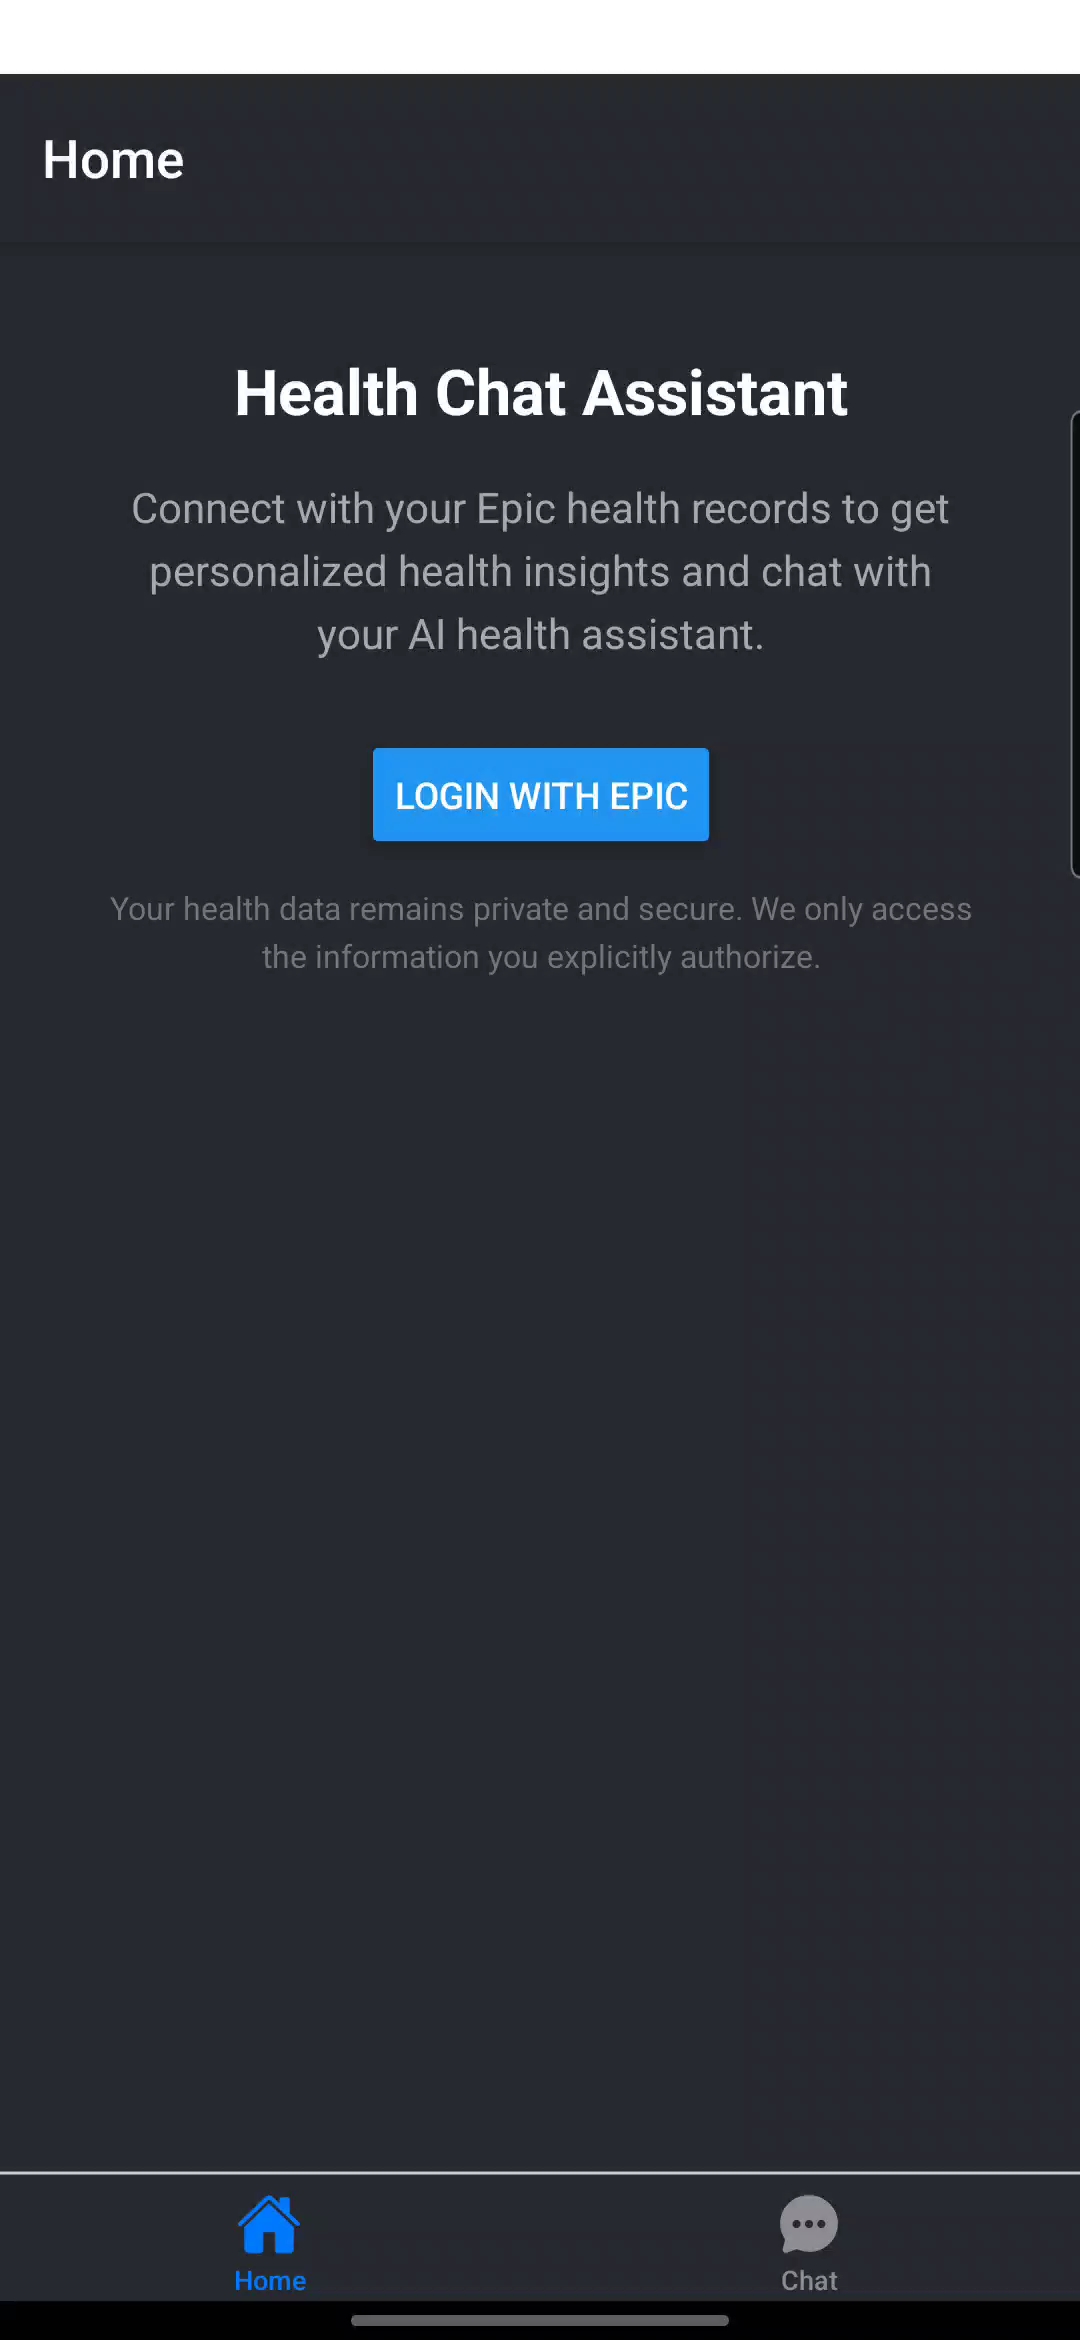 Home
Health Chat Assistant
Connect with your Epic health records to get
personalized health insights and chat with
your AI health assistant.
LOGIN WITH EPIC
Your health data remains private and secure. We only access
the information you explicitly authorize.
Home
Chat